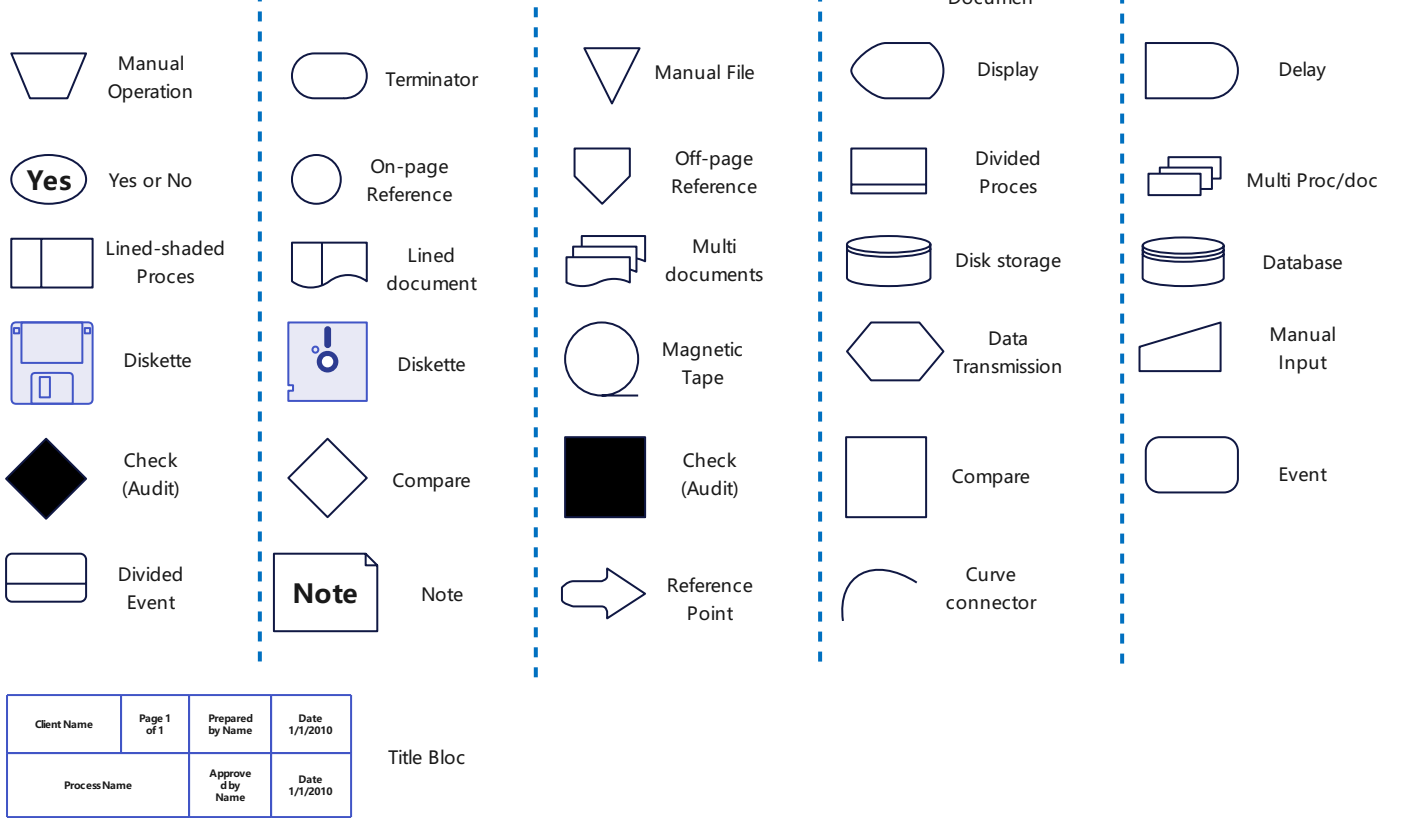 Manual
Operation
Terminator
Manual File
Display
Delay
Yes
Yes or No
On-page
Reference
Off-page
Reference
Divided
Proces
Multi Proc/doc
Lined-shaded
Proces
Lined
document
Multi
documents
Disk storage
Database
Diskette
Diskette
Magnetic
Tape
Data
Transmission
Manual
Input
Check
(Audit)
Compare
Check
(Audit)
Compare
Event
Divided
Event
Note
Note
Reference
Point
Curve
connector
Client Name
Page 1
of 1
Prepared
by Name
Date
1/1/2010
Process Name
Approve
d by
Name
Date
1/1/2010
Title Bloc